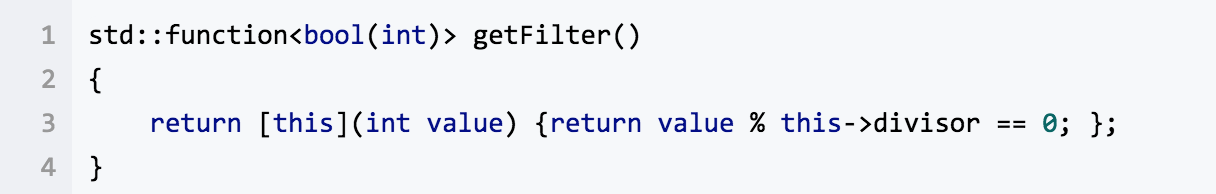 1 std::function<bool(int)> getFilter()
2 {
3     return [this](int value) {return value % this->divisor == 0; };
4 }